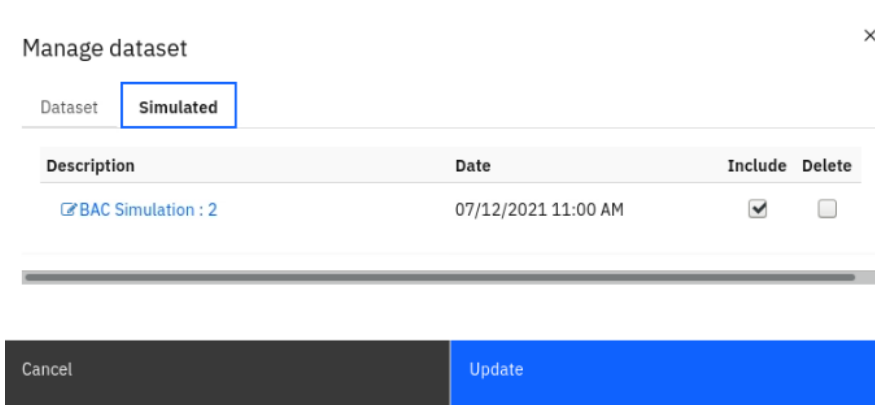 Manage dataset
Dataset Simulated
Description Date Include Delete
BAC Simulation : 2 07/12/2021 11:00 AM
Cancel Update